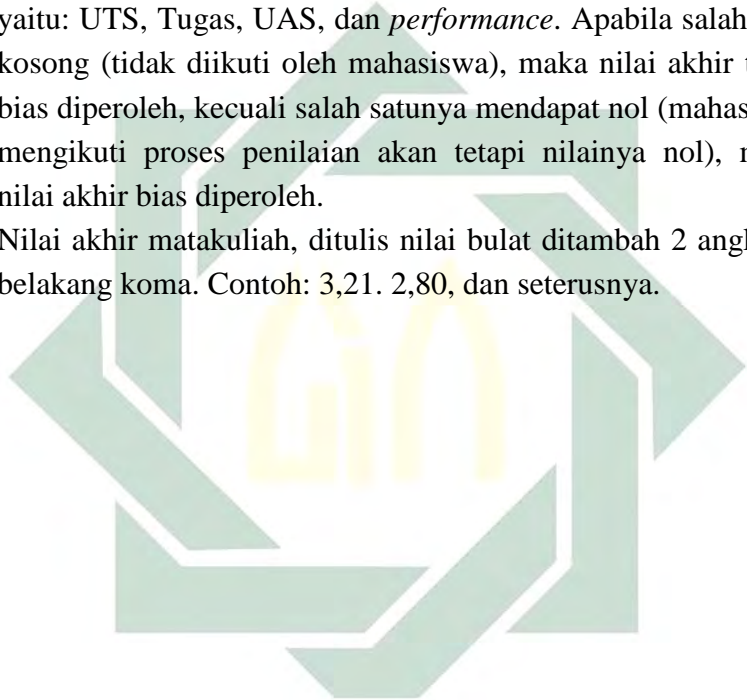 yaitu: UTS, Tugas, UAS, dan performance. Apabila salah
kosong (tidak diikuti oleh mahasiswa), maka nilai akhir
bias diperoleh, kecuali salah satunya mendapat nol
mengikuti proses penilaian akan tetapi nilainya nol),
nilai akhir bias diperoleh.
Nilai akhir matakuliah, ditulis nilai bulat ditambah 2
belakang koma. Contoh: 3,21. 2,80, dan seterusnya.